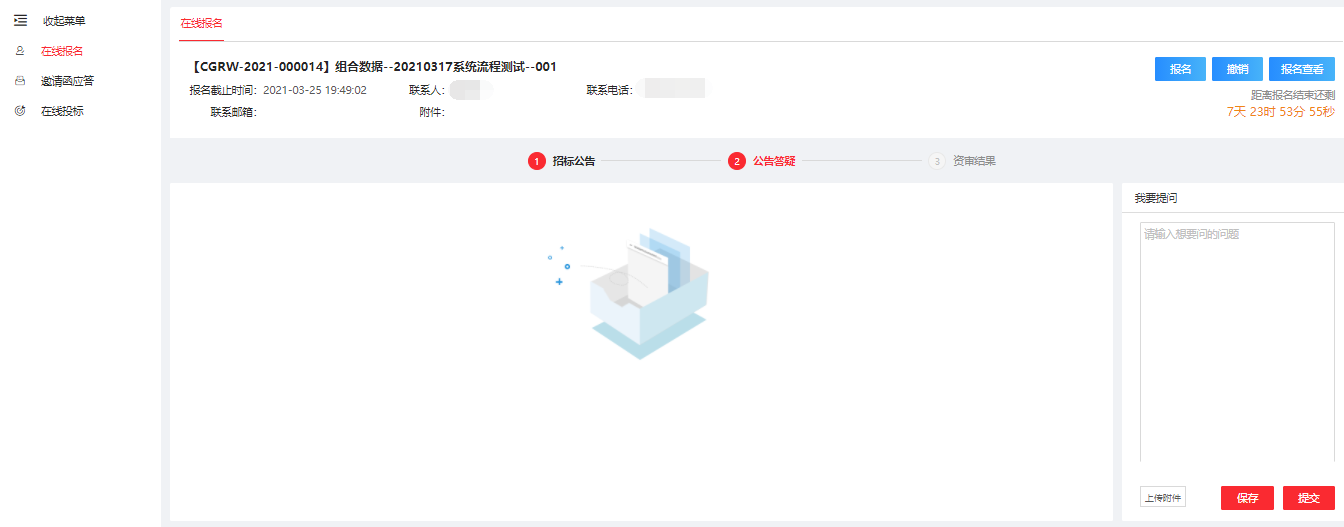 收起菜单
在线报名
邀请函应答
在线投标
在线报名
【CGRW-2021-000014】组合数据--20210317系统流程测试--001
报名截止时间: 2021-03-25 19:49:02 联系人: 联系电话:
联系邮箱: 附件:
报名 撤销 报名查看
距离报名结束还剩
7天 23时 53分 55秒
1 招标公告 2 公告答疑 3 资审结果
我要提问
请输入想要问的问题
上传附件 保存 提交